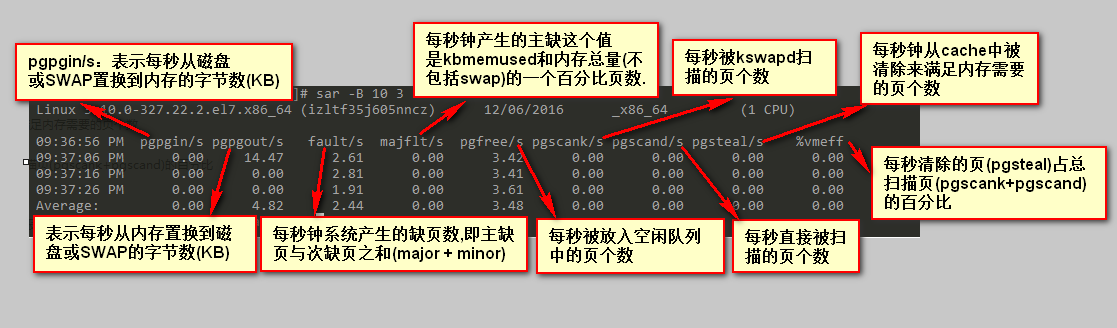 pgpgin/s：表示每秒从磁盘
或SWAP置换到内存的字节数(KB)
每秒钟产生的主缺这个值
是kbmemused和内存总量(不
包括swap)的一个百分比页数.
每秒被kswapd扫
描的页个数
每秒钟从cache中被
清除来满足内存需要
的页个数
]# sar -B 10 3
Linux 3.10.0-327.22.2.el7.x86_64 (izltf35j605nncz) 12/06/2016 _x86_64_ (1 CPU)
足内存需要的页个数
09:36:56 PM pgpgin/s pgpgout/s fault/s majflt/s pgfree/s pgscank/s pgscand/s pgsteal/s %vmeff
09:37:06 PM 0.00 14.47 2.61 0.00 3.42 0.00 0.00 0.00 0.00
09:37:16 PM 0.00 0.00 2.81 0.00 3.41 0.00 0.00 0.00 0.00
09:37:26 PM 0.00 0.00 1.91 0.00 3.61 0.00 0.00 0.00 0.00
Average: 0.00 4.82 2.44 0.00 3.48 0.00 0.00 0.00 0.00
每秒清除的页(pgsteal)占总
扫描页(pgscank+pgscand)
的百分比
表示每秒从内存置换到磁
盘或SWAP的字节数(KB)
每秒钟系统产生的缺页数,即主缺
页与次缺页之和(major + minor)
每秒被放入空闲队列
中的页个数
每秒直接被扫
描的页个数